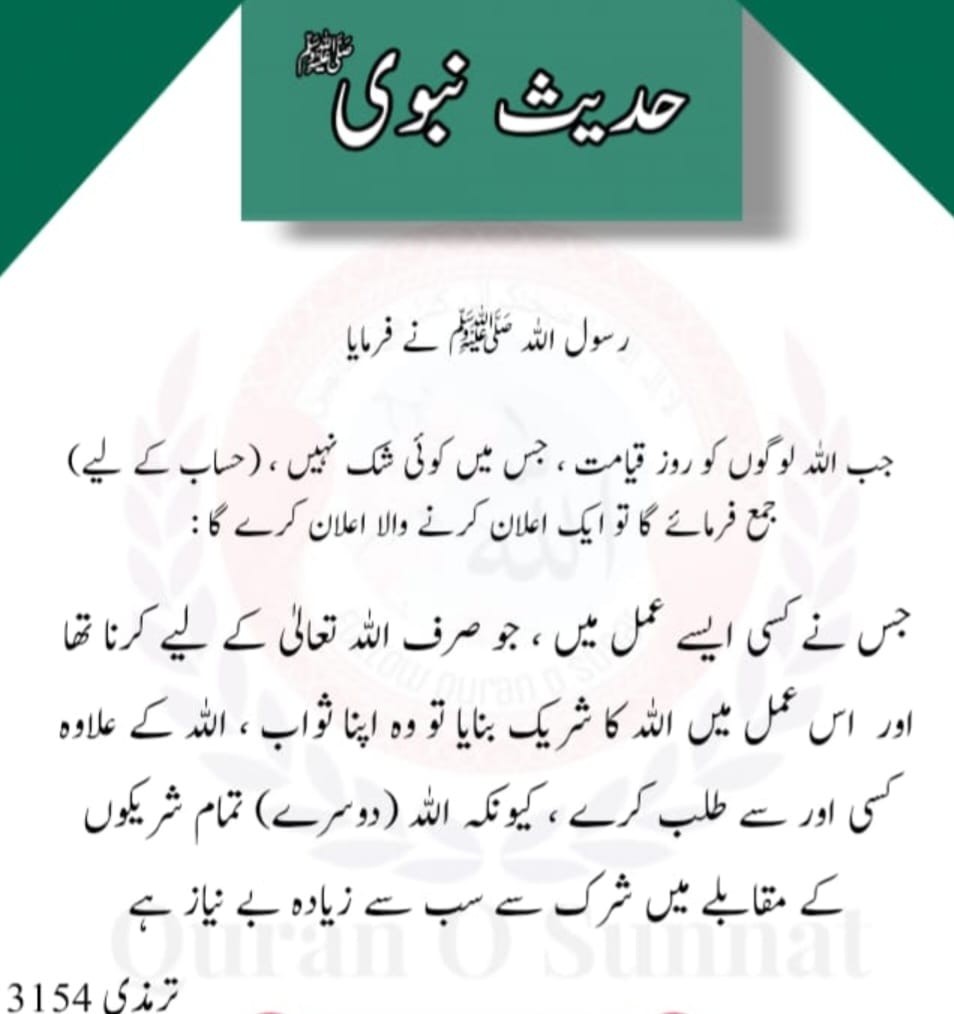 حدیث نبوی ﷺ
رسول اللہ ﷺ نے فرمایا
جب اللہ لوگوں کو روز قیامت ، جس میں کوئی شک نہیں ، (حساب کے لیے)
جمع فرمائے گا تو ایک اعلان کرنے والا اعلان کرے گا :
جس نے کسی ایسے عمل میں ، جو صرف اللہ تعالیٰ کے لیے کرنا تھا
اور اس عمل میں اللہ کا شریک بنایا تو وہ اپنا ثواب ، اللہ کے علاوہ
کسی اور سے طلب کرے ، کیونکہ اللہ (دوسرے) تمام شریکوں
کے مقابلے میں شرک سے سب سے زیادہ بے نیاز ہے
Quran O Sunnat
ترمذی 3154